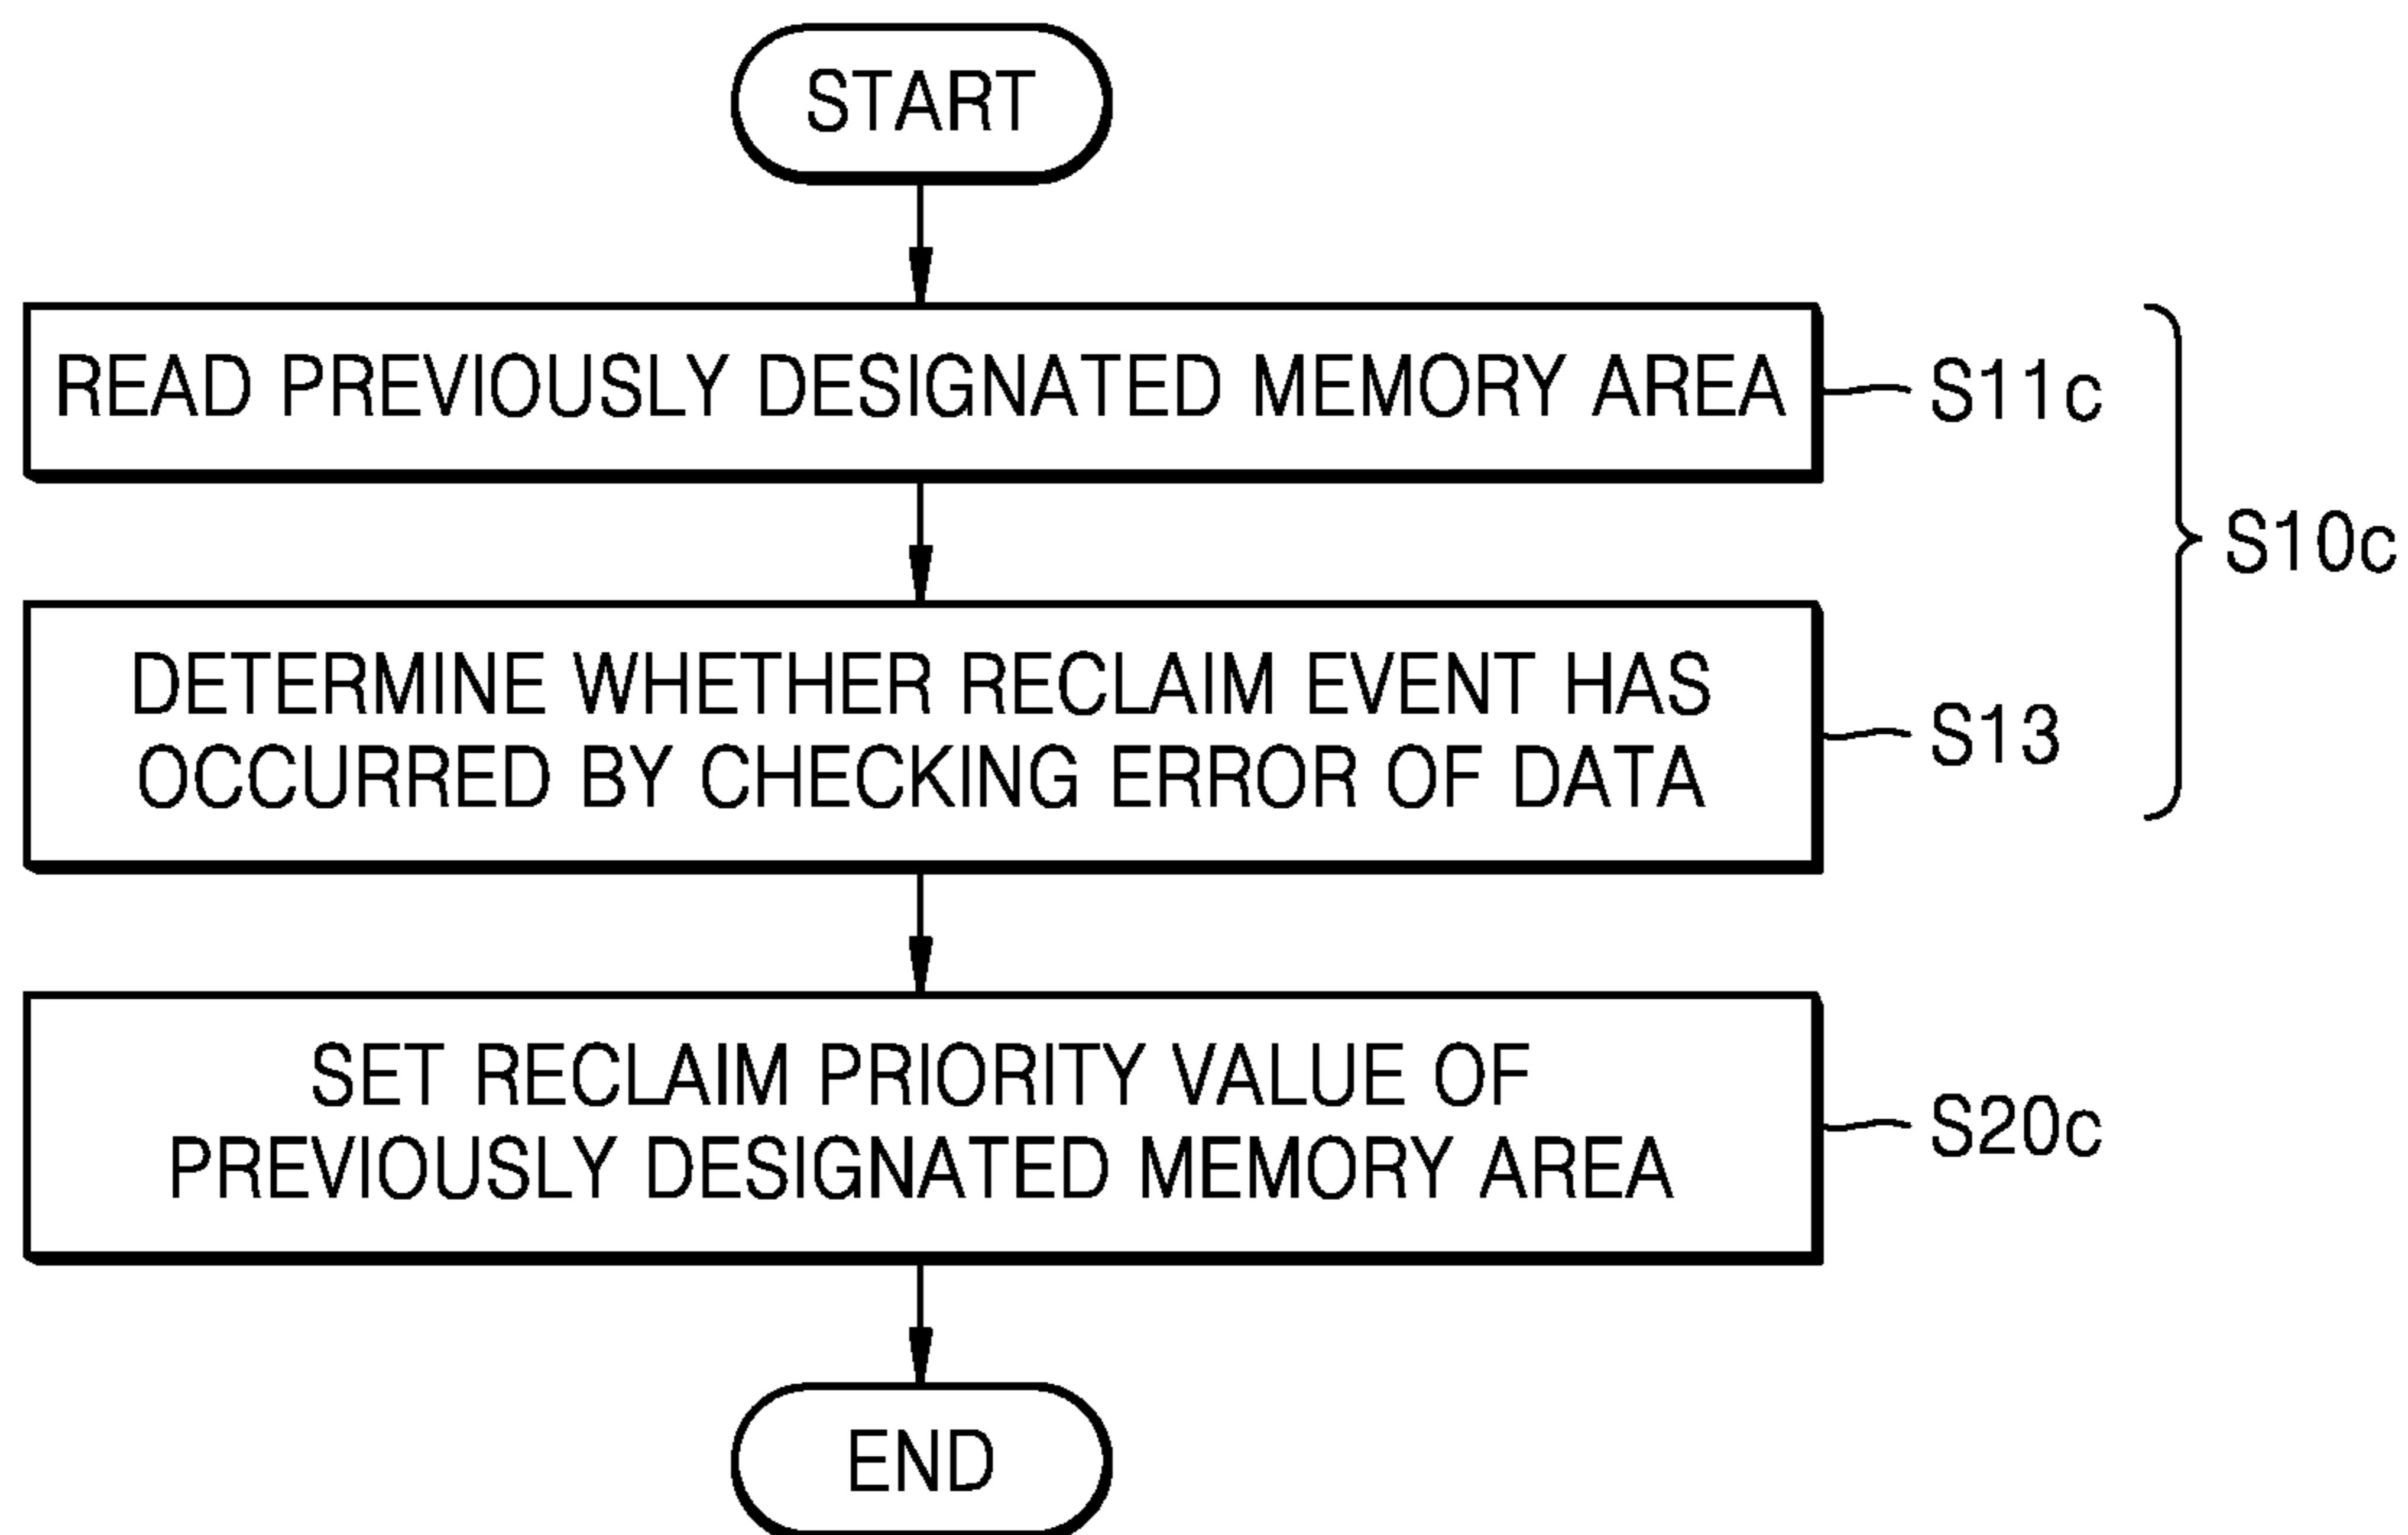 START
READ PREVIOUSLY DESIGNATED MEMORY AREA
S11c
S10c
DETERMINE WHETHER RECLAIM EVENT HAS
OCCURRED BY CHECKING ERROR OF DATA
S13
SET RECLAIM PRIORITY VALUE OF
PREVIOUSLY DESIGNATED MEMORY AREA
S20c
END